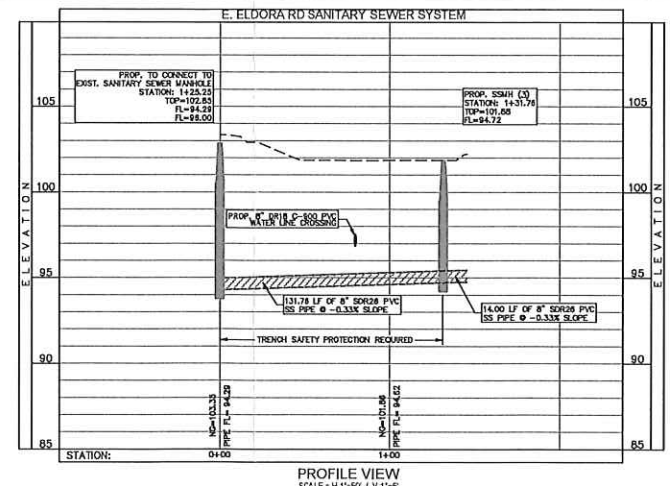 E. ELDORA RD SANITARY SEWER SYSTEM
PROP. TO CONNECT TO
EXIST. SANITARY SEWER MANHOLE
STATION: 1+25.25
TOP=102.85
FL=94.29
FL=98.00
PROP. SSMH (3)
STATION: 1+31.76
TOP=101.88
FL=94.72
105
105
100
100
ELEVATION
ELEVATION
PROP. 8" DR18 C-900 PVC
WATER LINE CROSSING
95
95
131.76 LF OF 8" SDR26 PVC
SS PIPE @ -0.33% SLOPE
14.00 LF OF 8" SDR26 PVC
SS PIPE @ -0.33% SLOPE
TRENCH SAFETY PROTECTION REQUIRED
90
90
NG=103.33
PIPE FL= 94.29
NG=101.86
PIPE FL= 94.62
85
85
STATION:
0+00
1+00
PROFILE VIEW